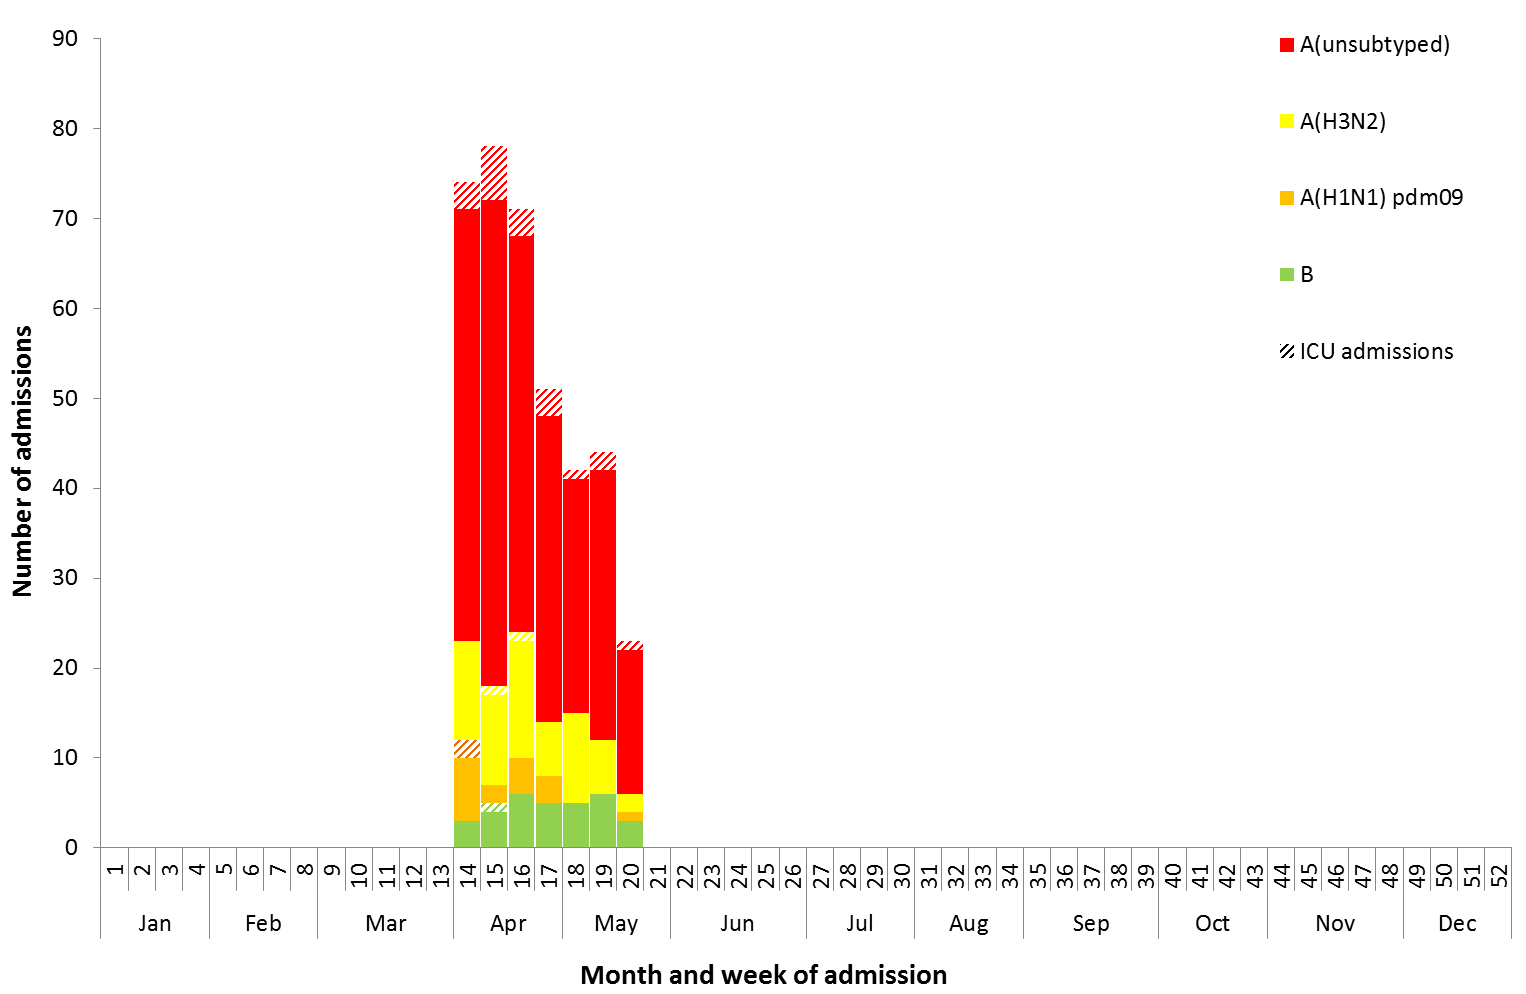 90
80
70
60
50
40
30
20
10
0
Number of admissions
A(unsubtyped)
A(H3N2)
A(H1N1) pdm09
B
ICU admissions
1 2 3 4 5 6 7 8 9 10 11 12 13 14 15 16 17 18 19 20 21 22 23 24 25 26 27 28 29 30 31 32 33 34 35 36 37 38 39 40 41 42 43 44 45 46 47 48 49 50 51 52
Jan Feb Mar Apr May Jun Jul Aug Sep Oct Nov Dec
Month and week of admission